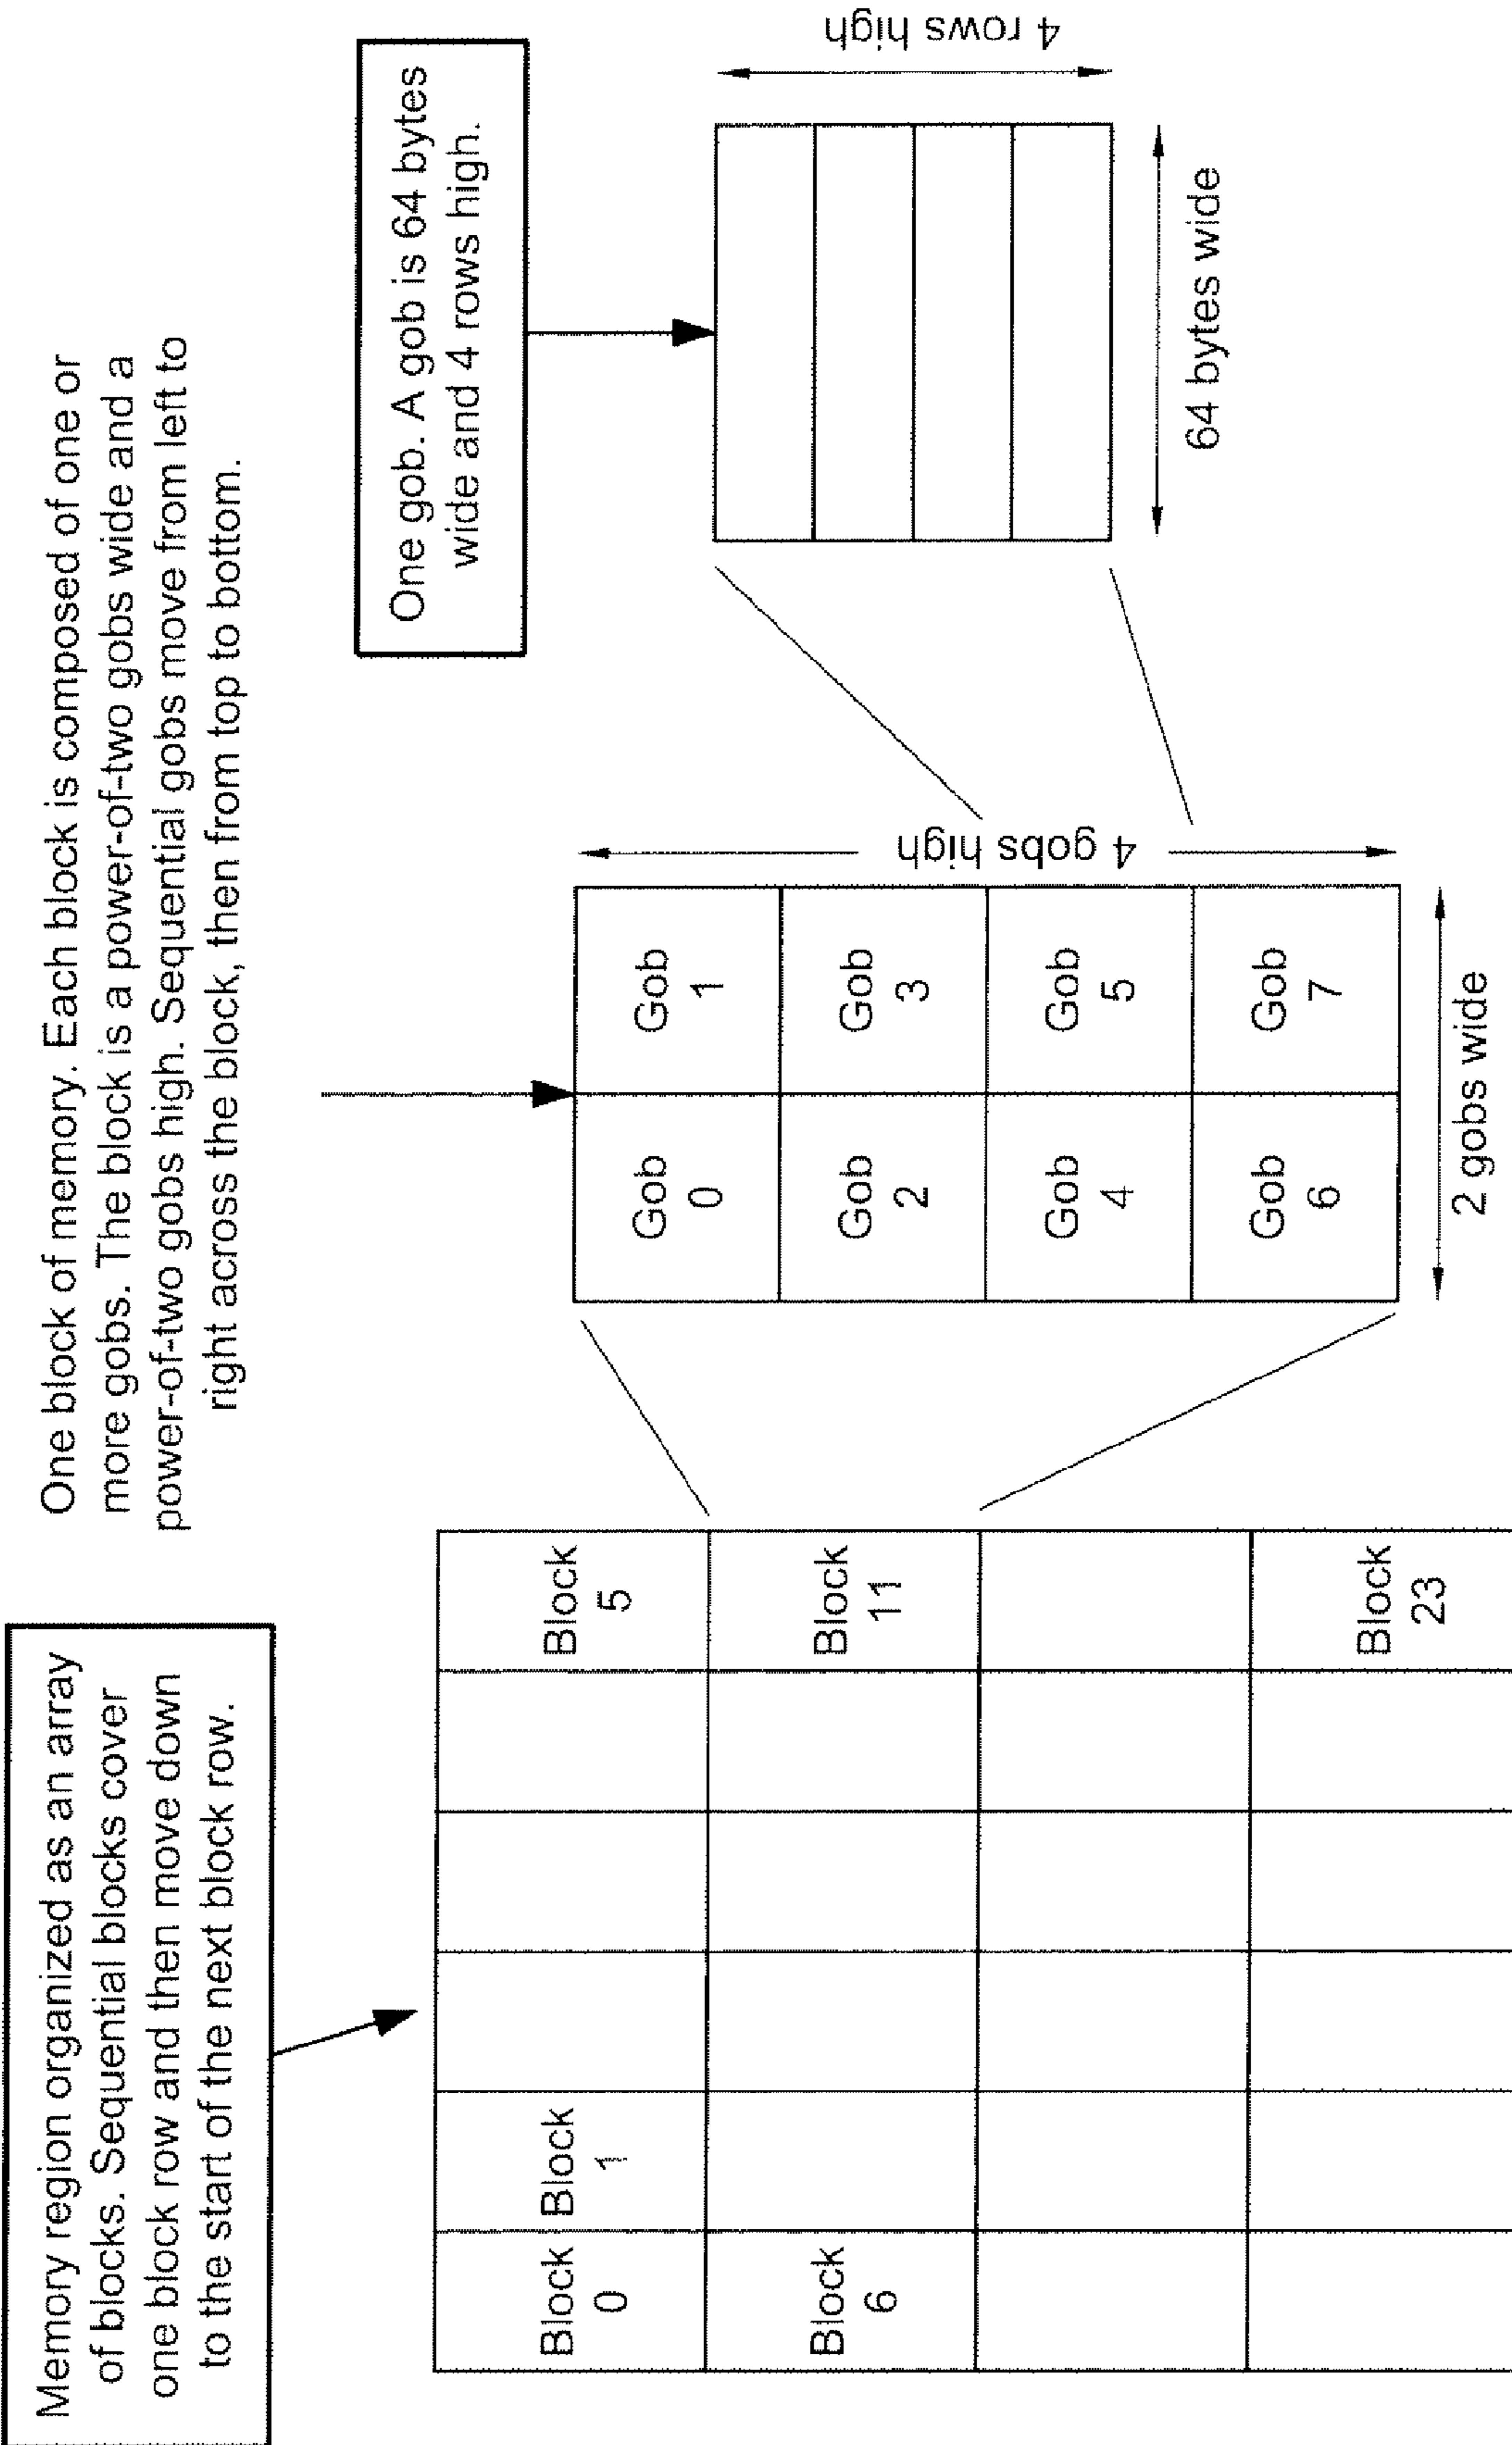 Memory region organized as an array
of blocks. Sequential blocks cover
one block row and then move down
to the start of the next block row.
One block of memory. Each block is composed of one or
more gobs. The block is a power-of-two gobs wide and a
power-of-two gobs high. Sequential gobs move from left to
right across the block, then from top to bottom.
One gob. A gob is 64 bytes
wide and 4 rows high.
Block
0
Block
1
Block
5
Block
6
Block
11
Block
23
Gob
0
Gob
1
Gob
2
Gob
3
Gob
4
Gob
5
Gob
6
Gob
7
4 gobs high
2 gobs wide
4 rows high
64 bytes wide